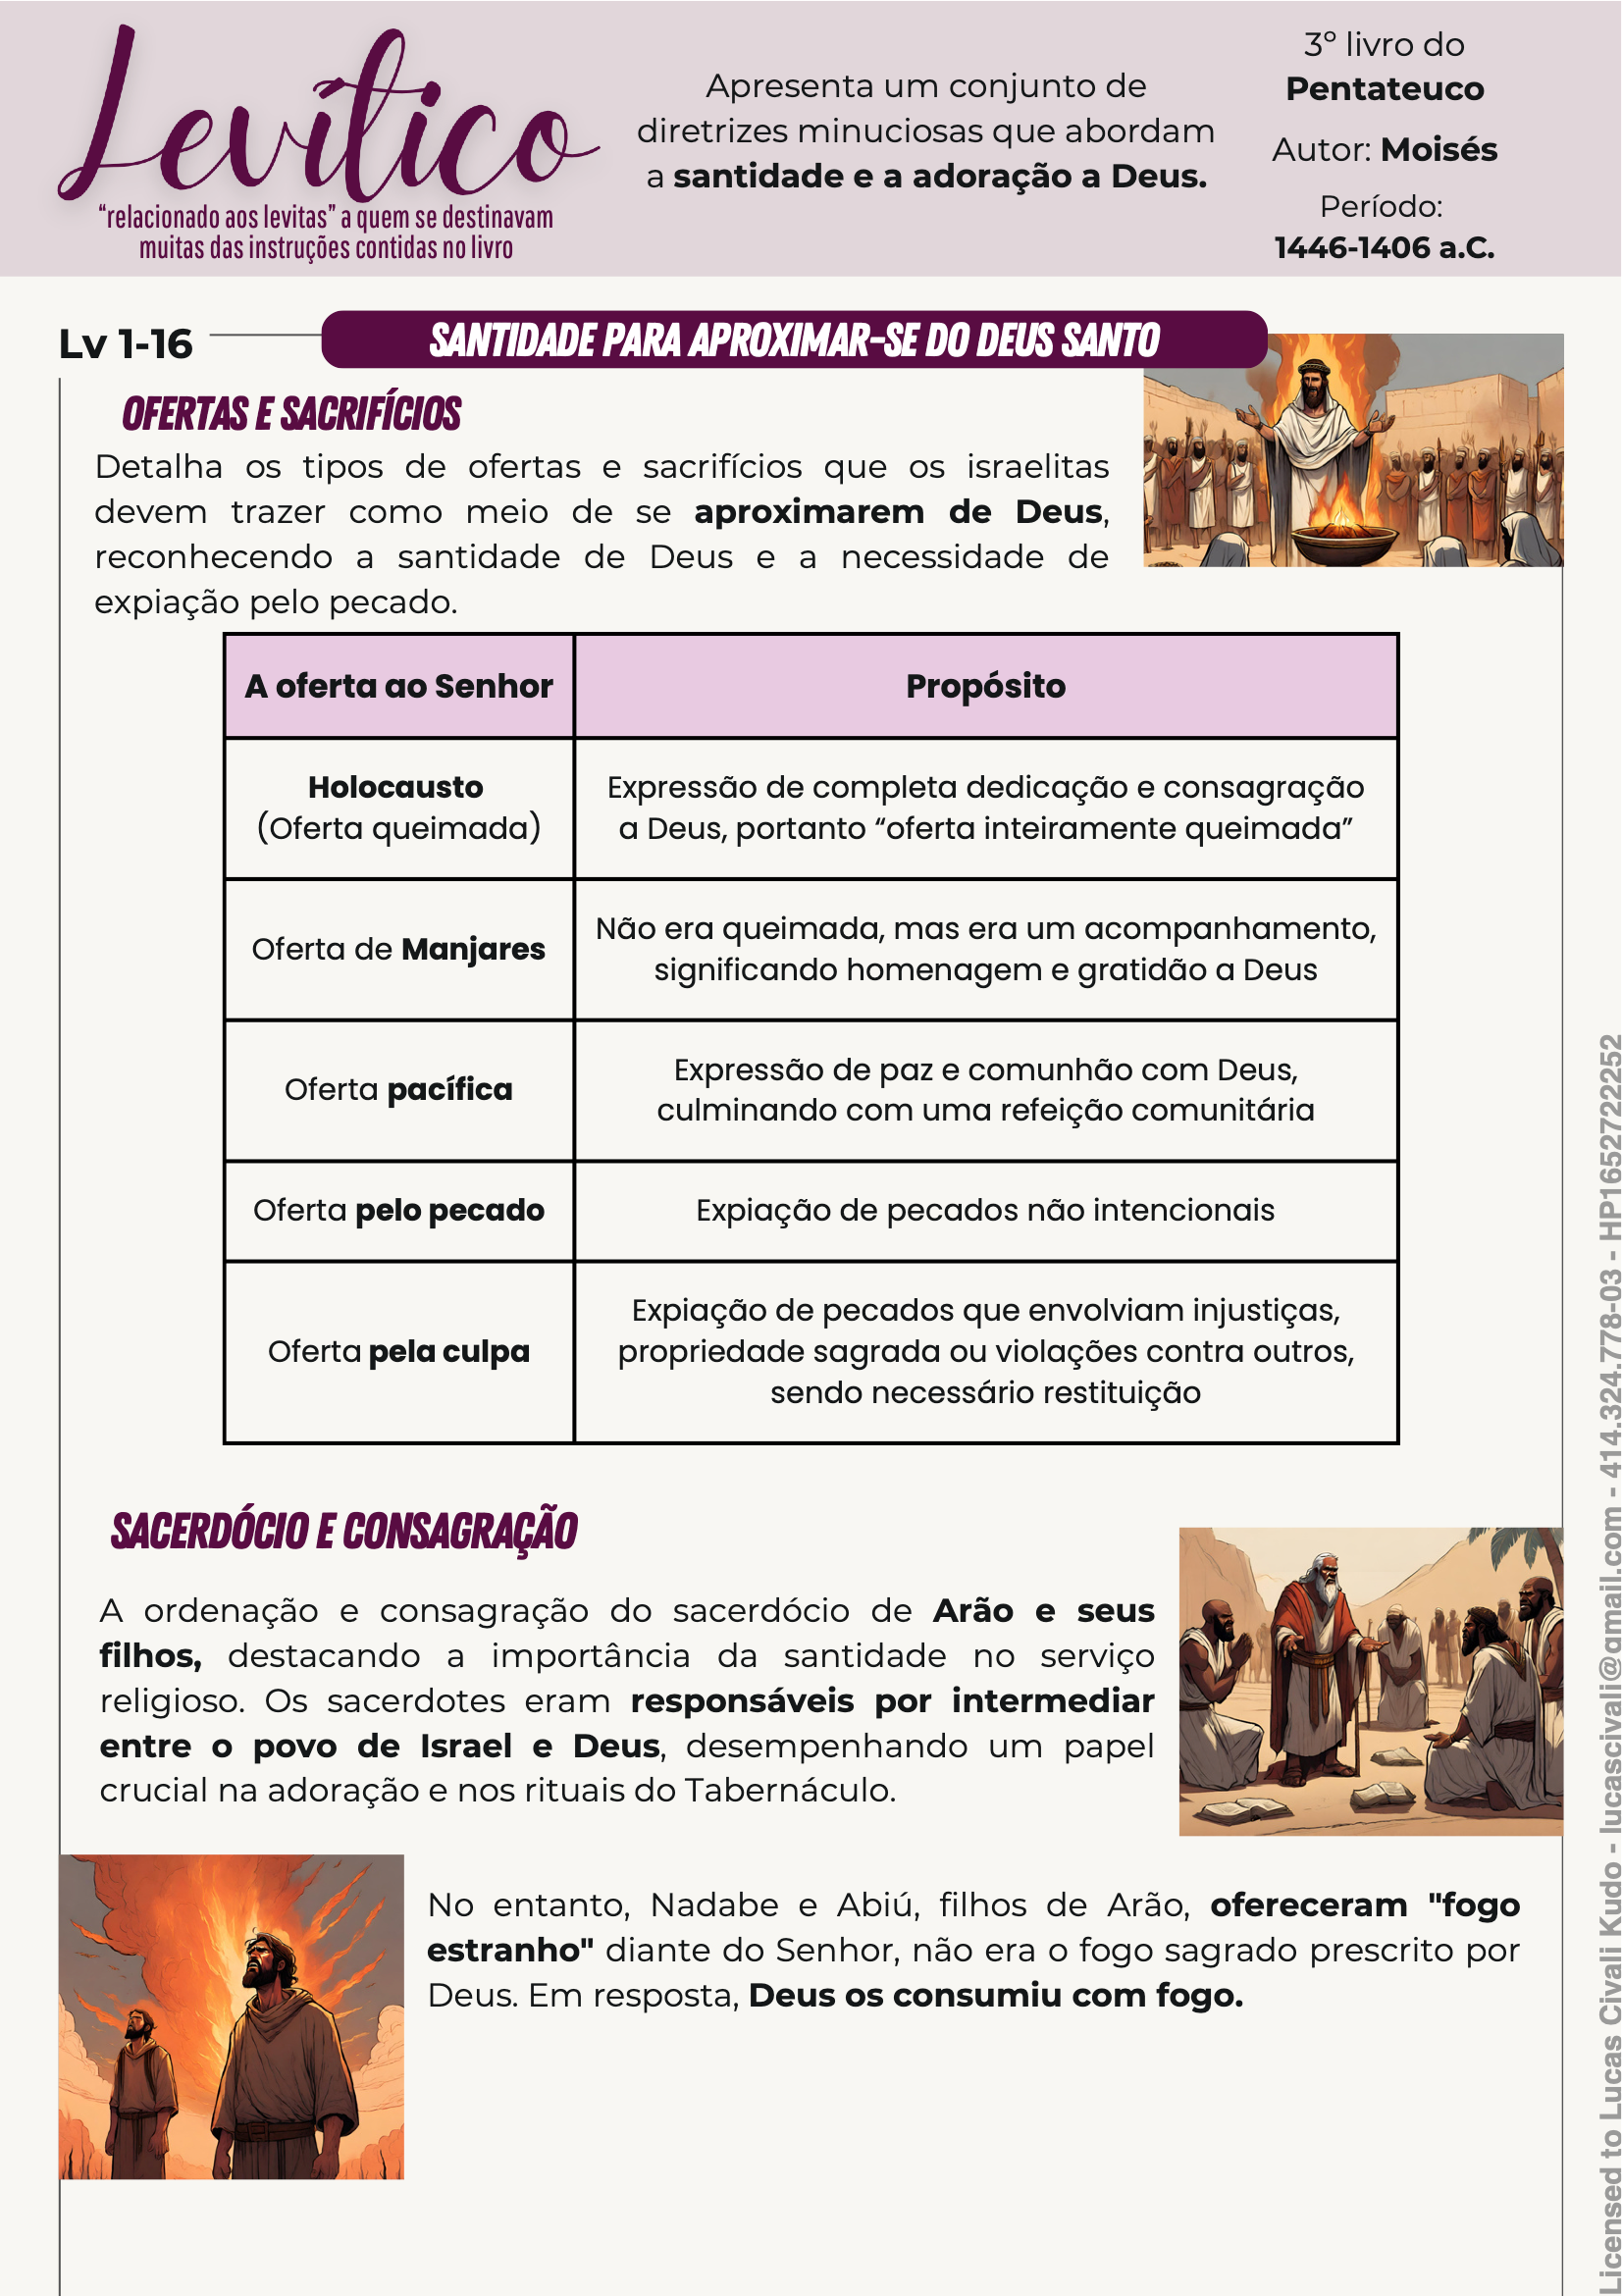 Levítico
“relacionado aos levitas” a quem se destinavam
muitas das instruções contidas no livro
Apresenta um conjunto de
diretrizes minuciosas que abordam
a santidade e a adoração a Deus.
3º livro do
Pentateuco
Autor: Moisés
Período:
1446-1406 a.C.
Lv 1-16
SANTIDADE PARA APROXIMAR-SE DO DEUS SANTO
OFERTAS E SACRIFÍCIOS
Detalha os tipos de ofertas e sacrifícios que os israelitas
devem trazer como meio de se aproximarem de Deus,
reconhecendo a santidade de Deus e a necessidade de
expiação pelo pecado.
A oferta ao Senhor
Propósito
Holocausto
(Oferta queimada)
Expressão de completa dedicação e consagração
a Deus, portanto “oferta inteiramente queimada”
Oferta de Manjares
Não era queimada, mas era um acompanhamento,
significando homenagem e gratidão a Deus
Oferta pacífica
Expressão de paz e comunhão com Deus,
culminando com uma refeição comunitária
Oferta pelo pecado
Expiação de pecados não intencionais
Oferta pela culpa
Expiação de pecados que envolviam injustiças,
propriedade sagrada ou violações contra outros,
sendo necessário restituição
SACERDÓCIO E CONSAGRAÇÃO
A ordenação e consagração do sacerdócio de Arão e seus
filhos, destacando a importância da santidade no serviço
religioso. Os sacerdotes eram responsáveis por intermediar
entre o povo de Israel e Deus, desempenhando um papel
crucial na adoração e nos rituais do Tabernáculo.
No entanto, Nadabe e Abiú, filhos de Arão, ofereceram "fogo
estranho" diante do Senhor, não era o fogo sagrado prescrito por
Deus. Em resposta, Deus os consumiu com fogo.
Licensed to Lucas Civali Kudo - lucascivali@gmail.com - 414.324.778-03 - HP1652722252